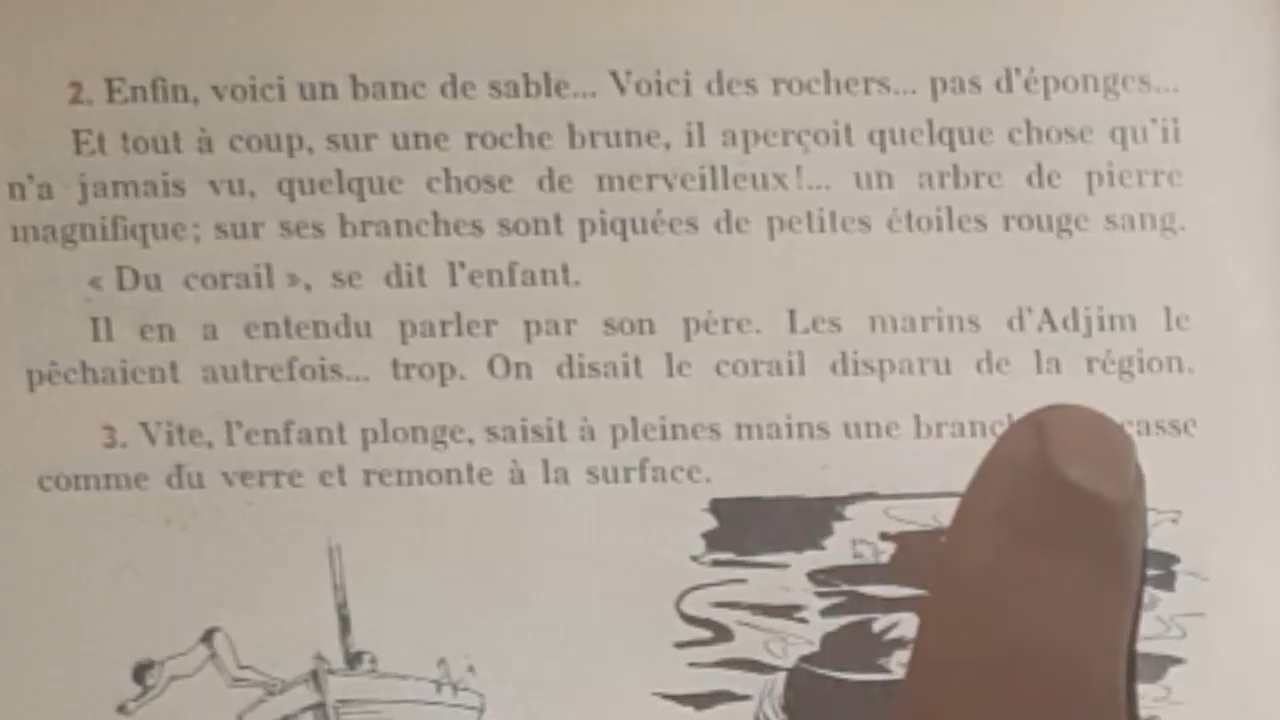 2. Enfin, voici un banc de sable... Voici des rochers... pas d'éponges...
Et tout à coup, sur une roche brune, il aperçoit quelque chose qu'il
n'a jamais vu, quelque chose de merveilleux!... un arbre de pierre
magnifique; sur ses branches sont piquées de petites étoiles rouge sang.
« Du corail », se dit l'enfant.
Il en a entendu parler par son père. Les marins d'Adjim le
pêchaient autrefois... trop. On disait le corail disparu de la région.
3. Vite, l'enfant plonge, saisit à pleines mains une
comme du verre et remonte à la surface.